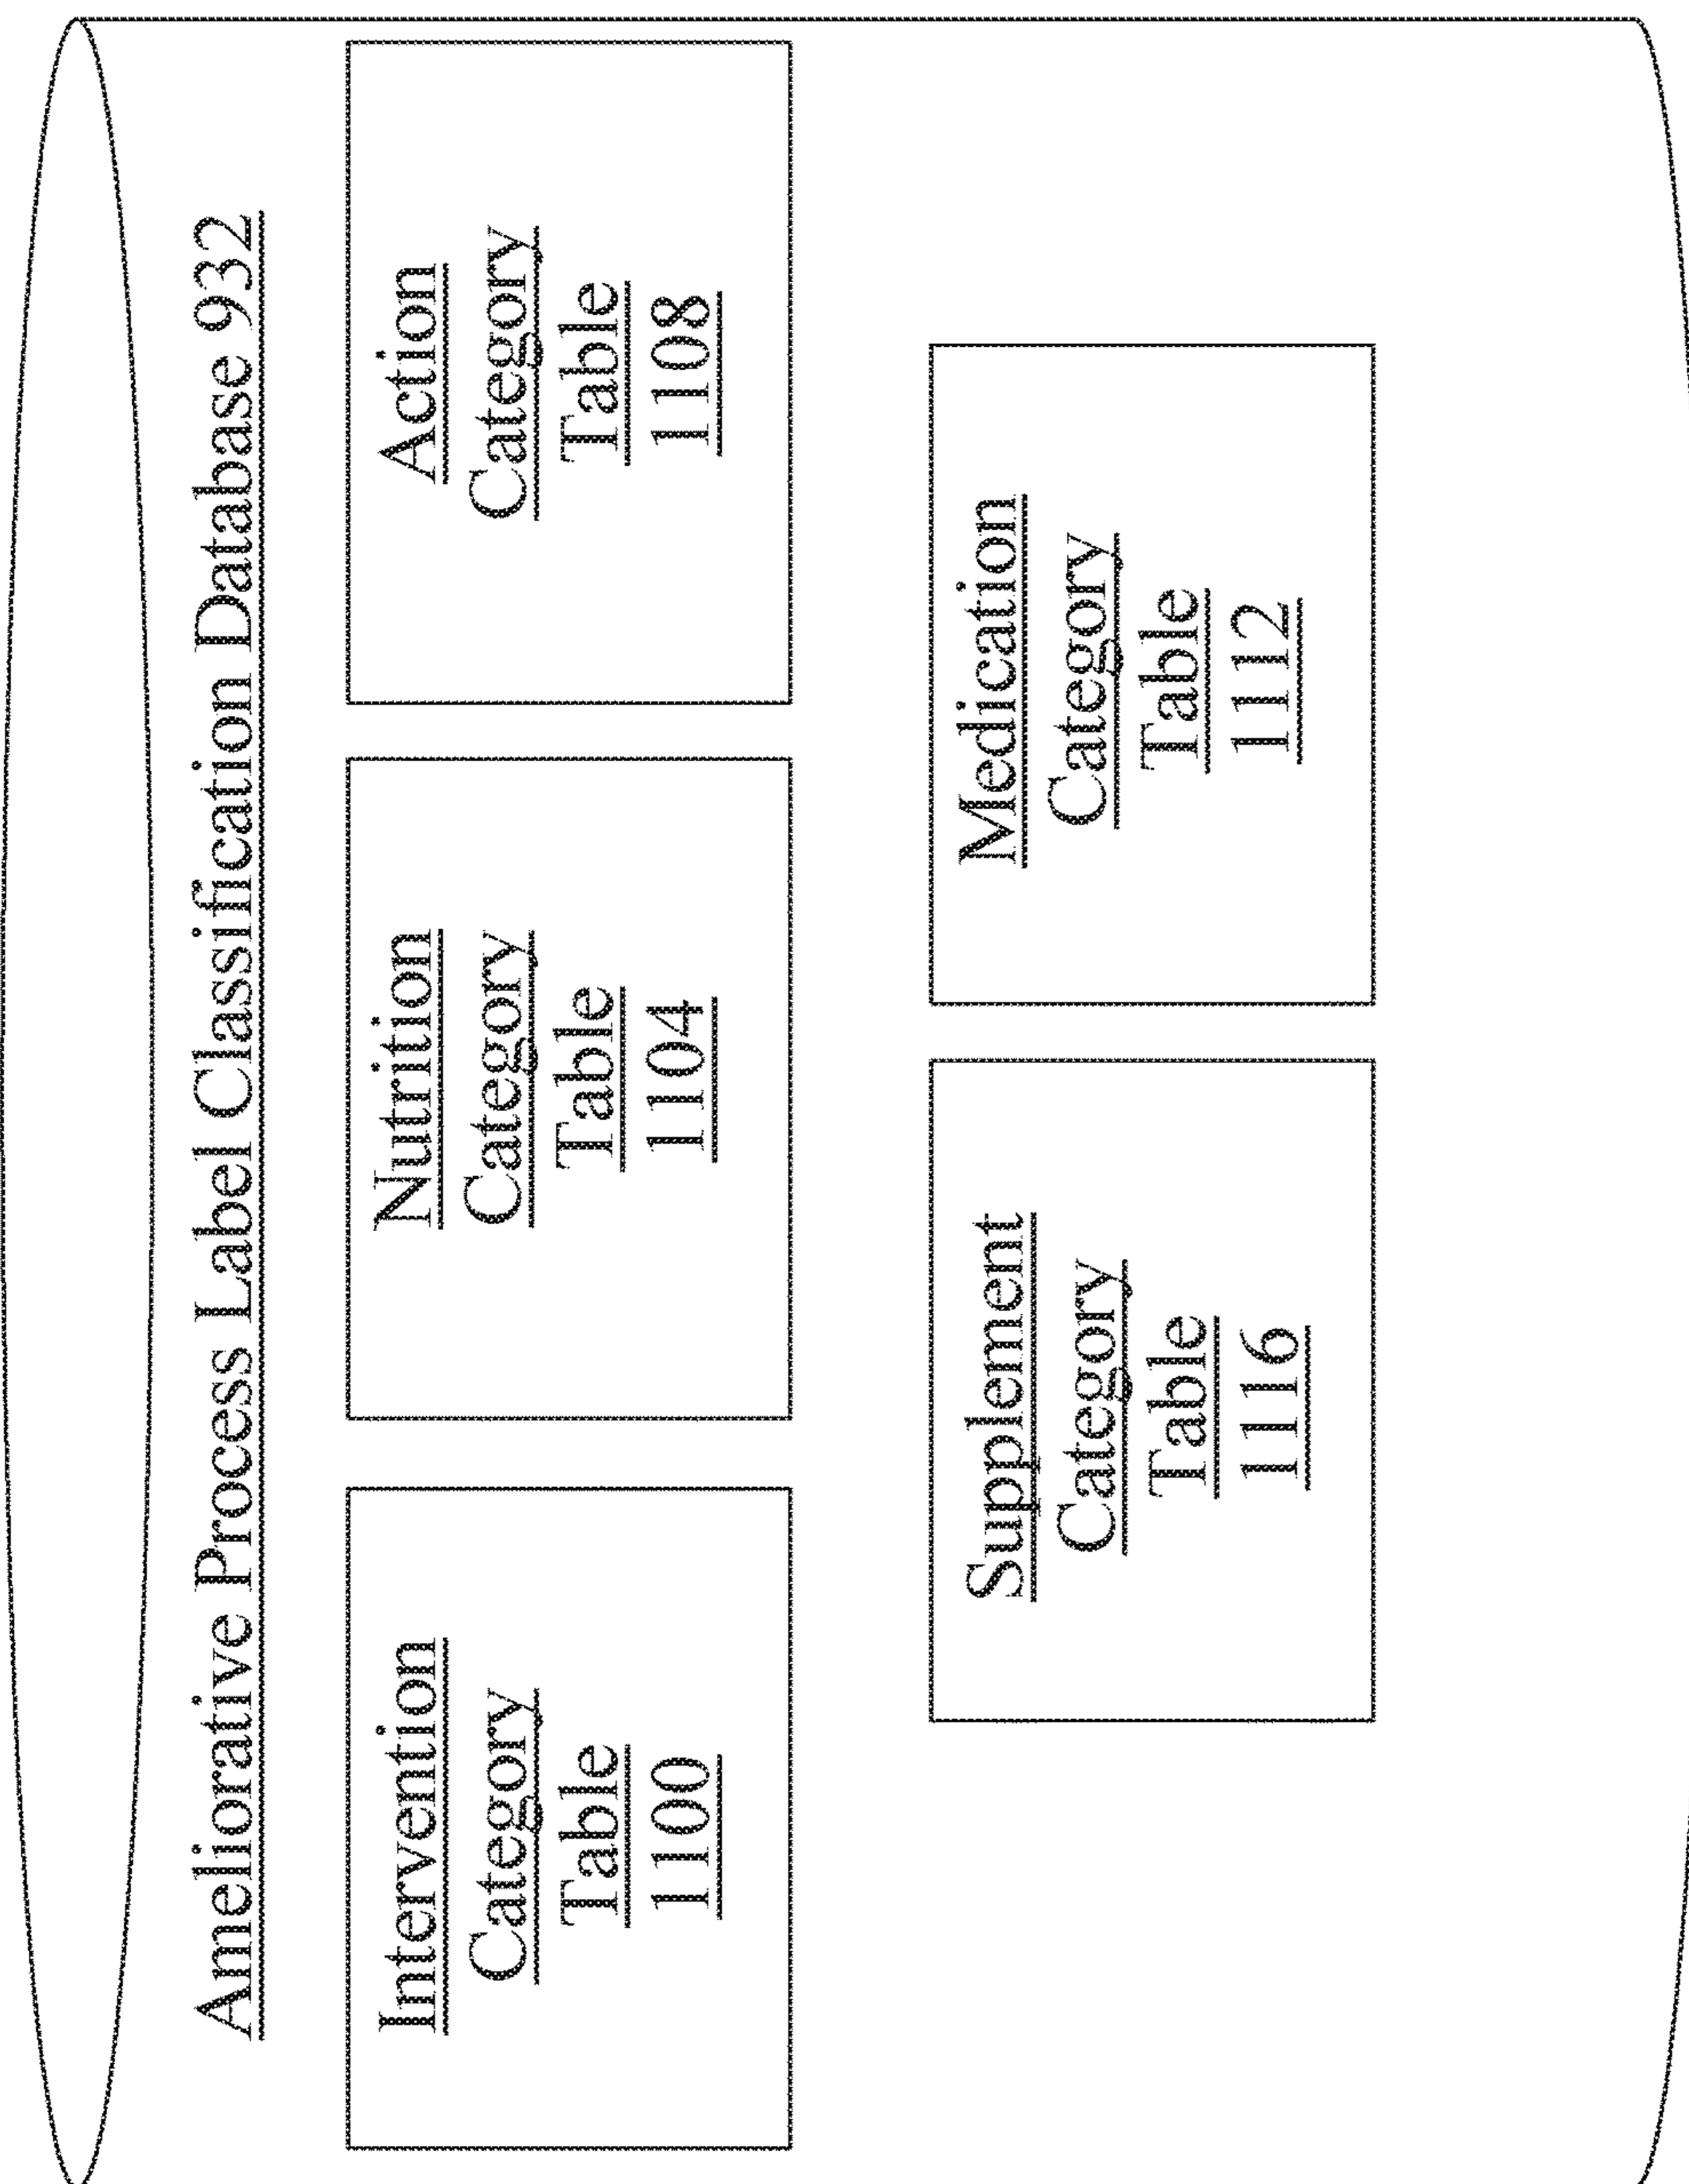 Ameliorative Process Label Classification Database 932
Intervention
Category
Table
1100
Nutrition
Category
Table
1104
Action
Category
Table
1108
Supplement
Category
Table
1116
Medication
Category
Table
1112